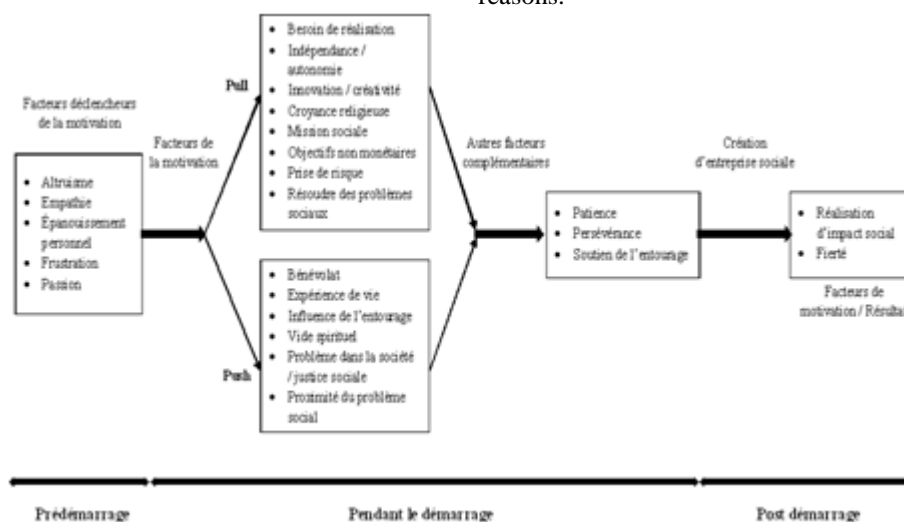 reasons.
Facteurs déclencheurs
de la motivation
• Altruisme
• Empathie
• Épanouissement
personnel
• Frustration
• Passion
Facteurs de
la motivation
Pull
• Besoin de réalisation
• Indépendance /
autonomie
• Innovation / créativité
• Croyance religieuse
• Mission sociale
• Objectifs non monétaires
• Prise de risque
• Résoudre des problèmes
sociaux
Push
• Bénévolat
• Expérience de vie
• Influence de l'entourage
• Vide spirituel
• Problème dans la société
/ justice sociale
• Proximité du problème
social
Autres facteurs
complémentaires
• Patience
• Persévérance
• Soutien de l'entourage
Création
d'entreprise sociale
• Réalisation
d'impact social
• Fierté
Facteurs de
motivation / Résulta
Prédémarrage
Pendant le démarrage
Post démarrage